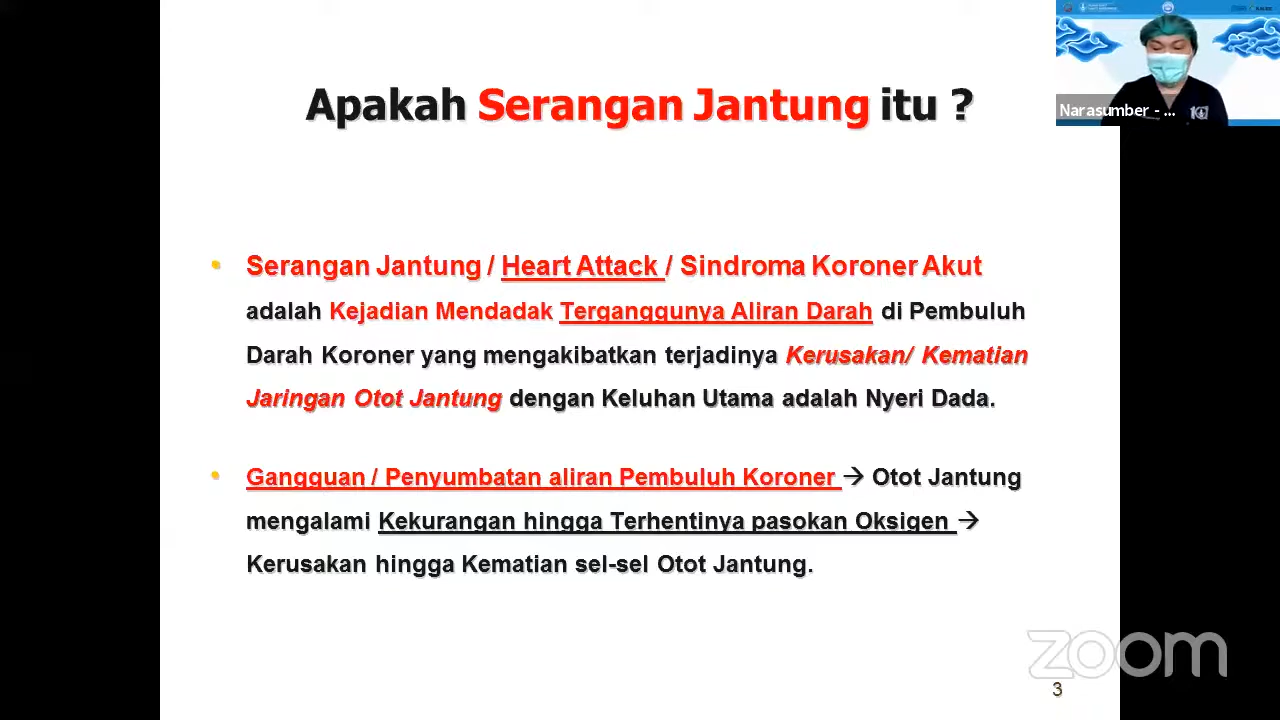 Apakah Serangan Jantung itu ?
Narasumber - ...
• Serangan Jantung / Heart Attack / Sindroma Koroner Akut
adalah Kejadian Mendadak Terganggunya Aliran Darah di Pembuluh
Darah Koroner yang mengakibatkan terjadinya Kerusakan/ Kematian
Jaringan Otot Jantung dengan Keluhan Utama adalah Nyeri Dada.
• Gangguan / Penyumbatan aliran Pembuluh Koroner → Otot Jantung
mengalami Kekurangan hingga Terhentinya pasokan Oksigen →
Kerusakan hingga Kematian sel-sel Otot Jantung.
zoom
3